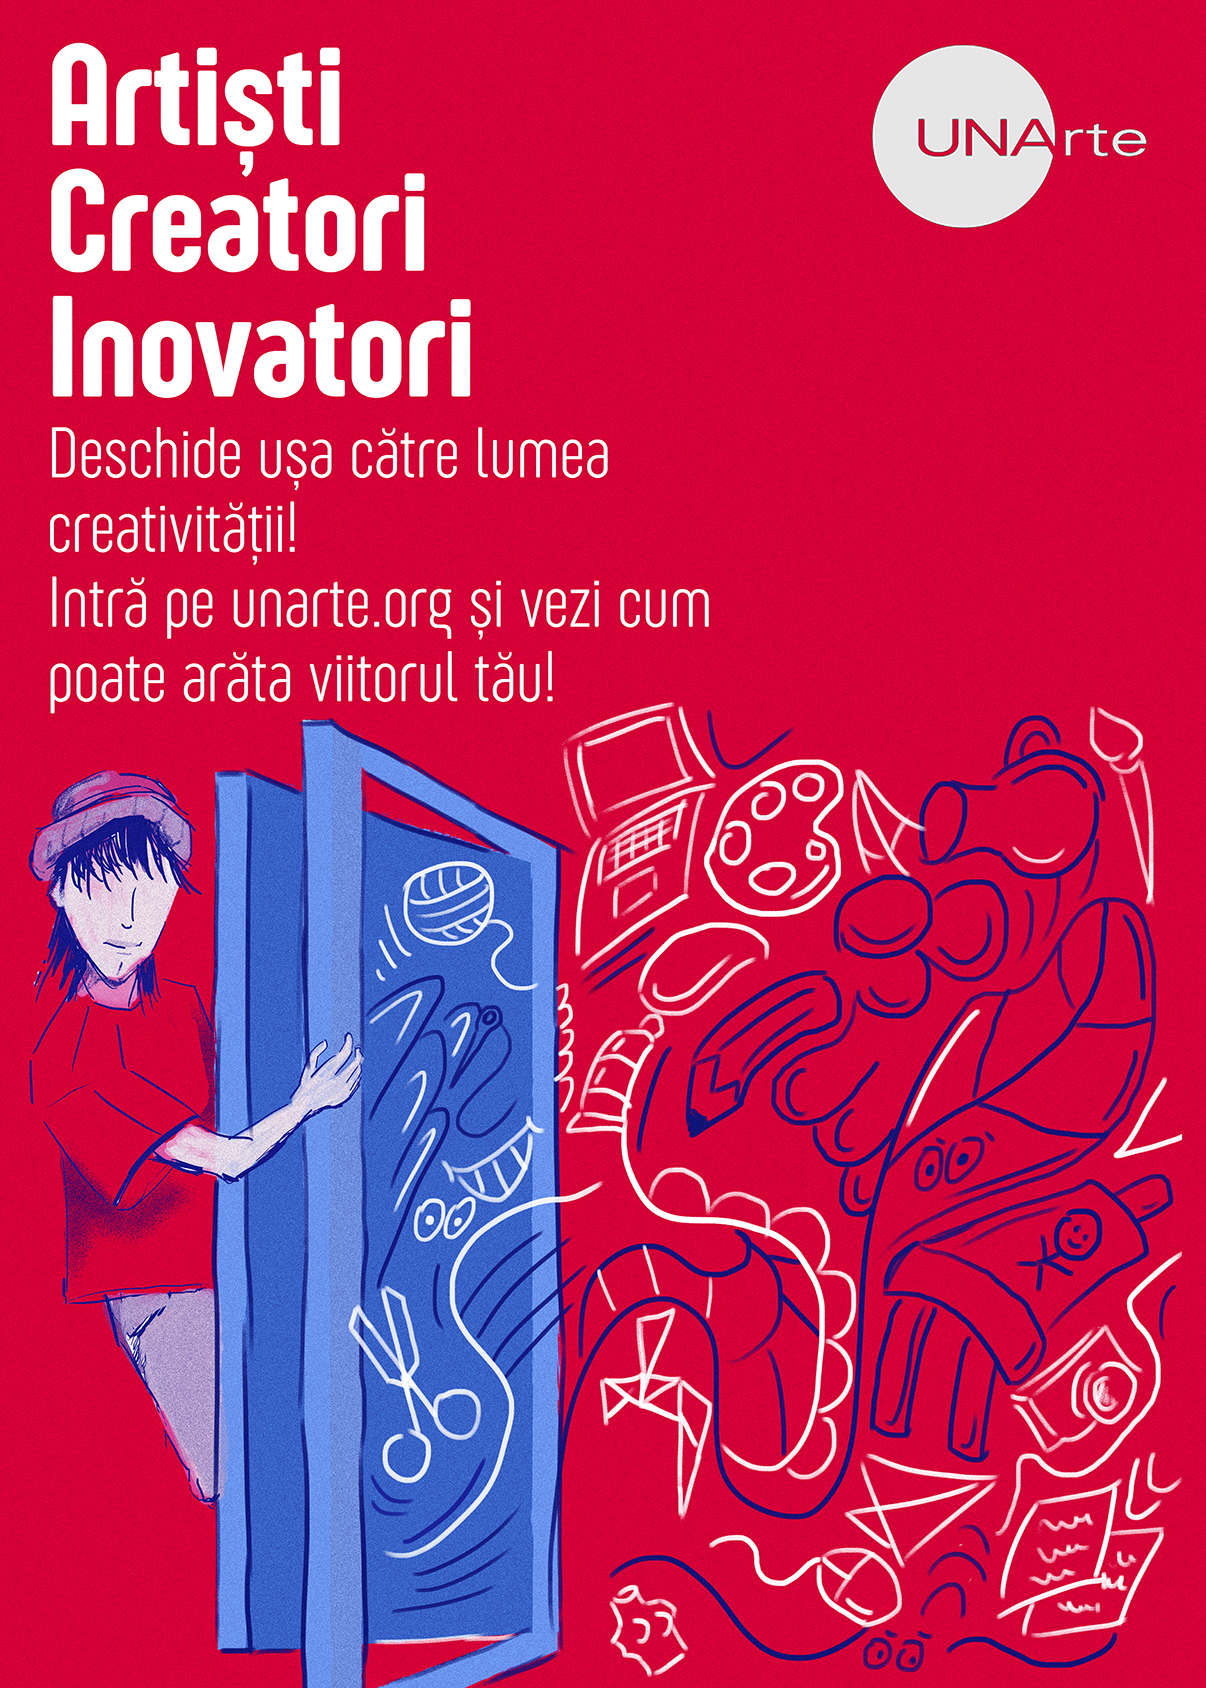 Artiști
Creatori
Inovatori
UNArte
Deschide ușa către lumea
creativității!
Intră pe unarte.org și vezi cum
poate arăta viitorul tău!